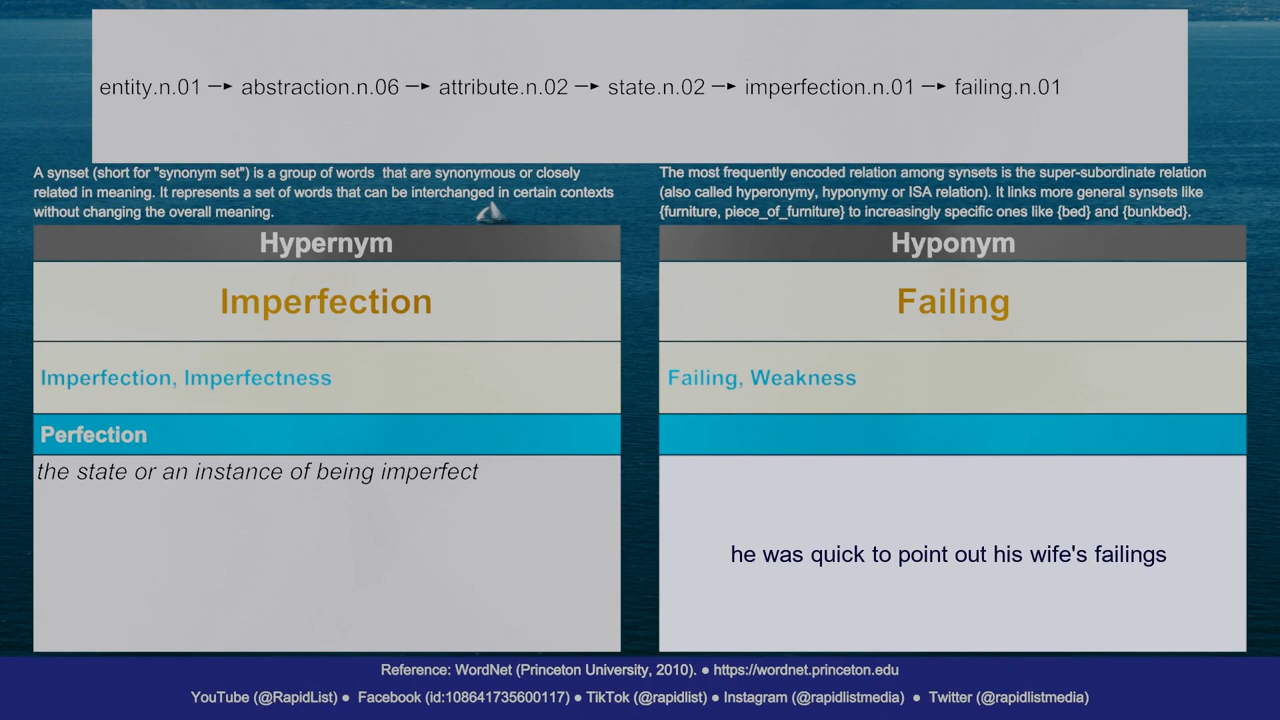 entity.n.01 → abstraction.n.06 → attribute.n.02 → state.n.02 → imperfection.n.01 → failing.n.01
A synset (short for "synonym set") is a group of words that are synonymous or closely
related in meaning. It represents a set of words that can be interchanged in certain contexts
without changing the overall meaning.
Hypernym
Imperfection
Imperfection, Imperfectness
Perfection
the state or an instance of being imperfect
The most frequently encoded relation among synsets is the super-subordinate relation
(also called hyperonymy, hyponymy or ISA relation). It links more general synsets like
{furniture, piece_of_furniture} to increasingly specific ones like {bed} and {bunkbed}.
Hyponym
Failing
Failing, Weakness
he was quick to point out his wife's failings
Reference: WordNet (Princeton University, 2010). ● https://wordnet.princeton.edu
YouTube (@RapidList) ● Facebook (id:108641735600117) ● TikTok (@rapidlist) ● Instagram (@rapidlistmedia) ● Twitter (@rapidlistmedia)